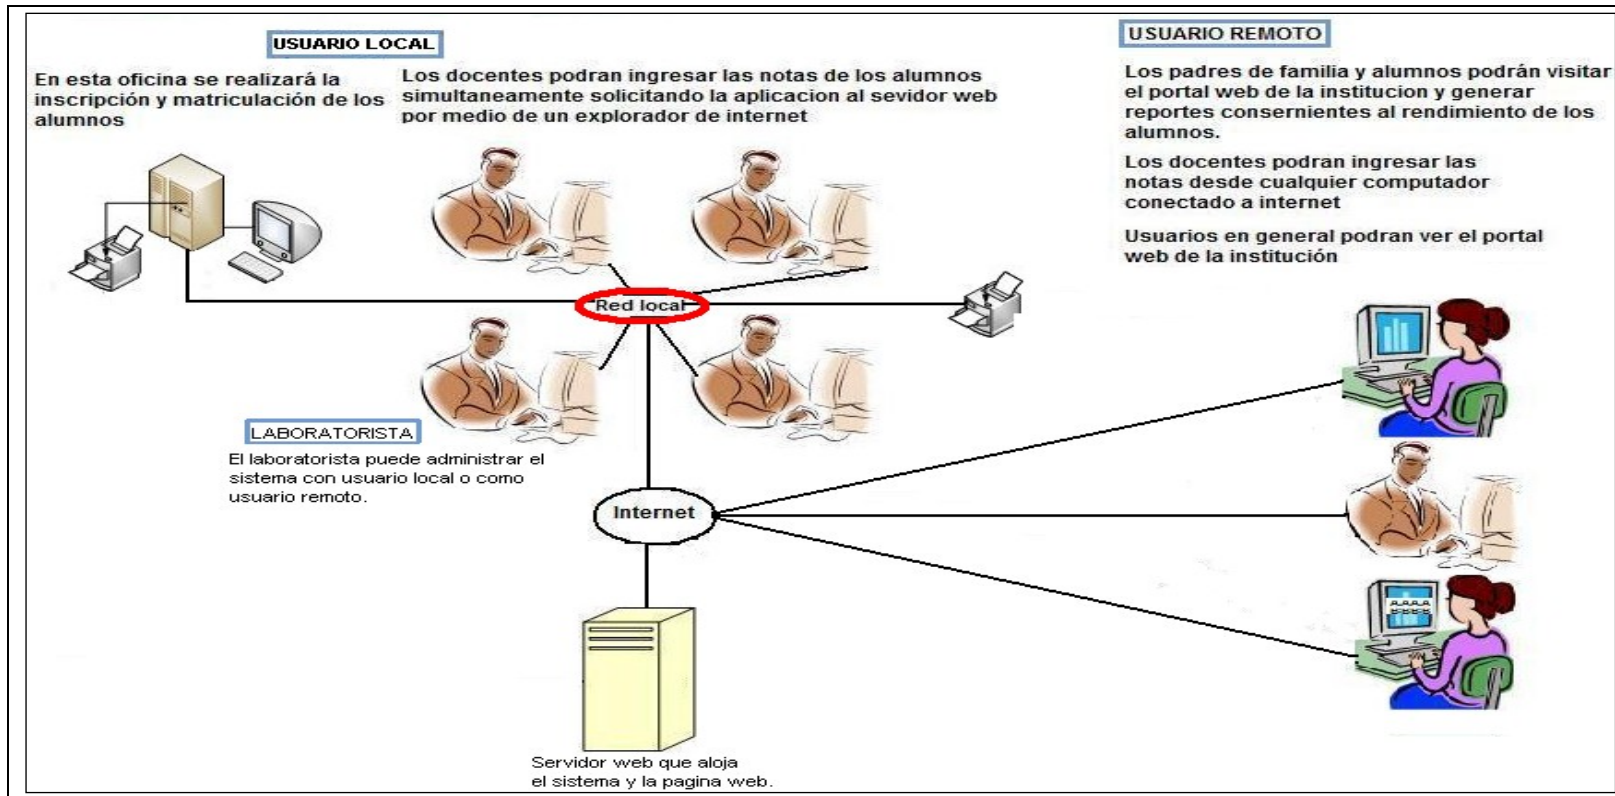 USUARIO LOCAL
En esta oficina se realizará la
inscripción y matriculación de los
alumnos
Los docentes podran ingresar las notas de los alumnos
simultaneamente solicitando la aplicacion al sevidor web
por medio de un explorador de internet
USUARIO REMOTO
Los padres de familia y alumnos podrán visitar
el portal web de la institucion y generar
reportes consernientes al rendimiento de los
alumnos.
Los docentes podran ingresar las
notas desde cualquier computador
conectado a internet
Usuarios en general podran ver el portal
web de la institución
Red local
LABORATORISTA
El laboratorista puede administrar el
sistema con usuario local o como
usuario remoto.
Internet
Servidor web que aloja
el sistema y la pagina web.